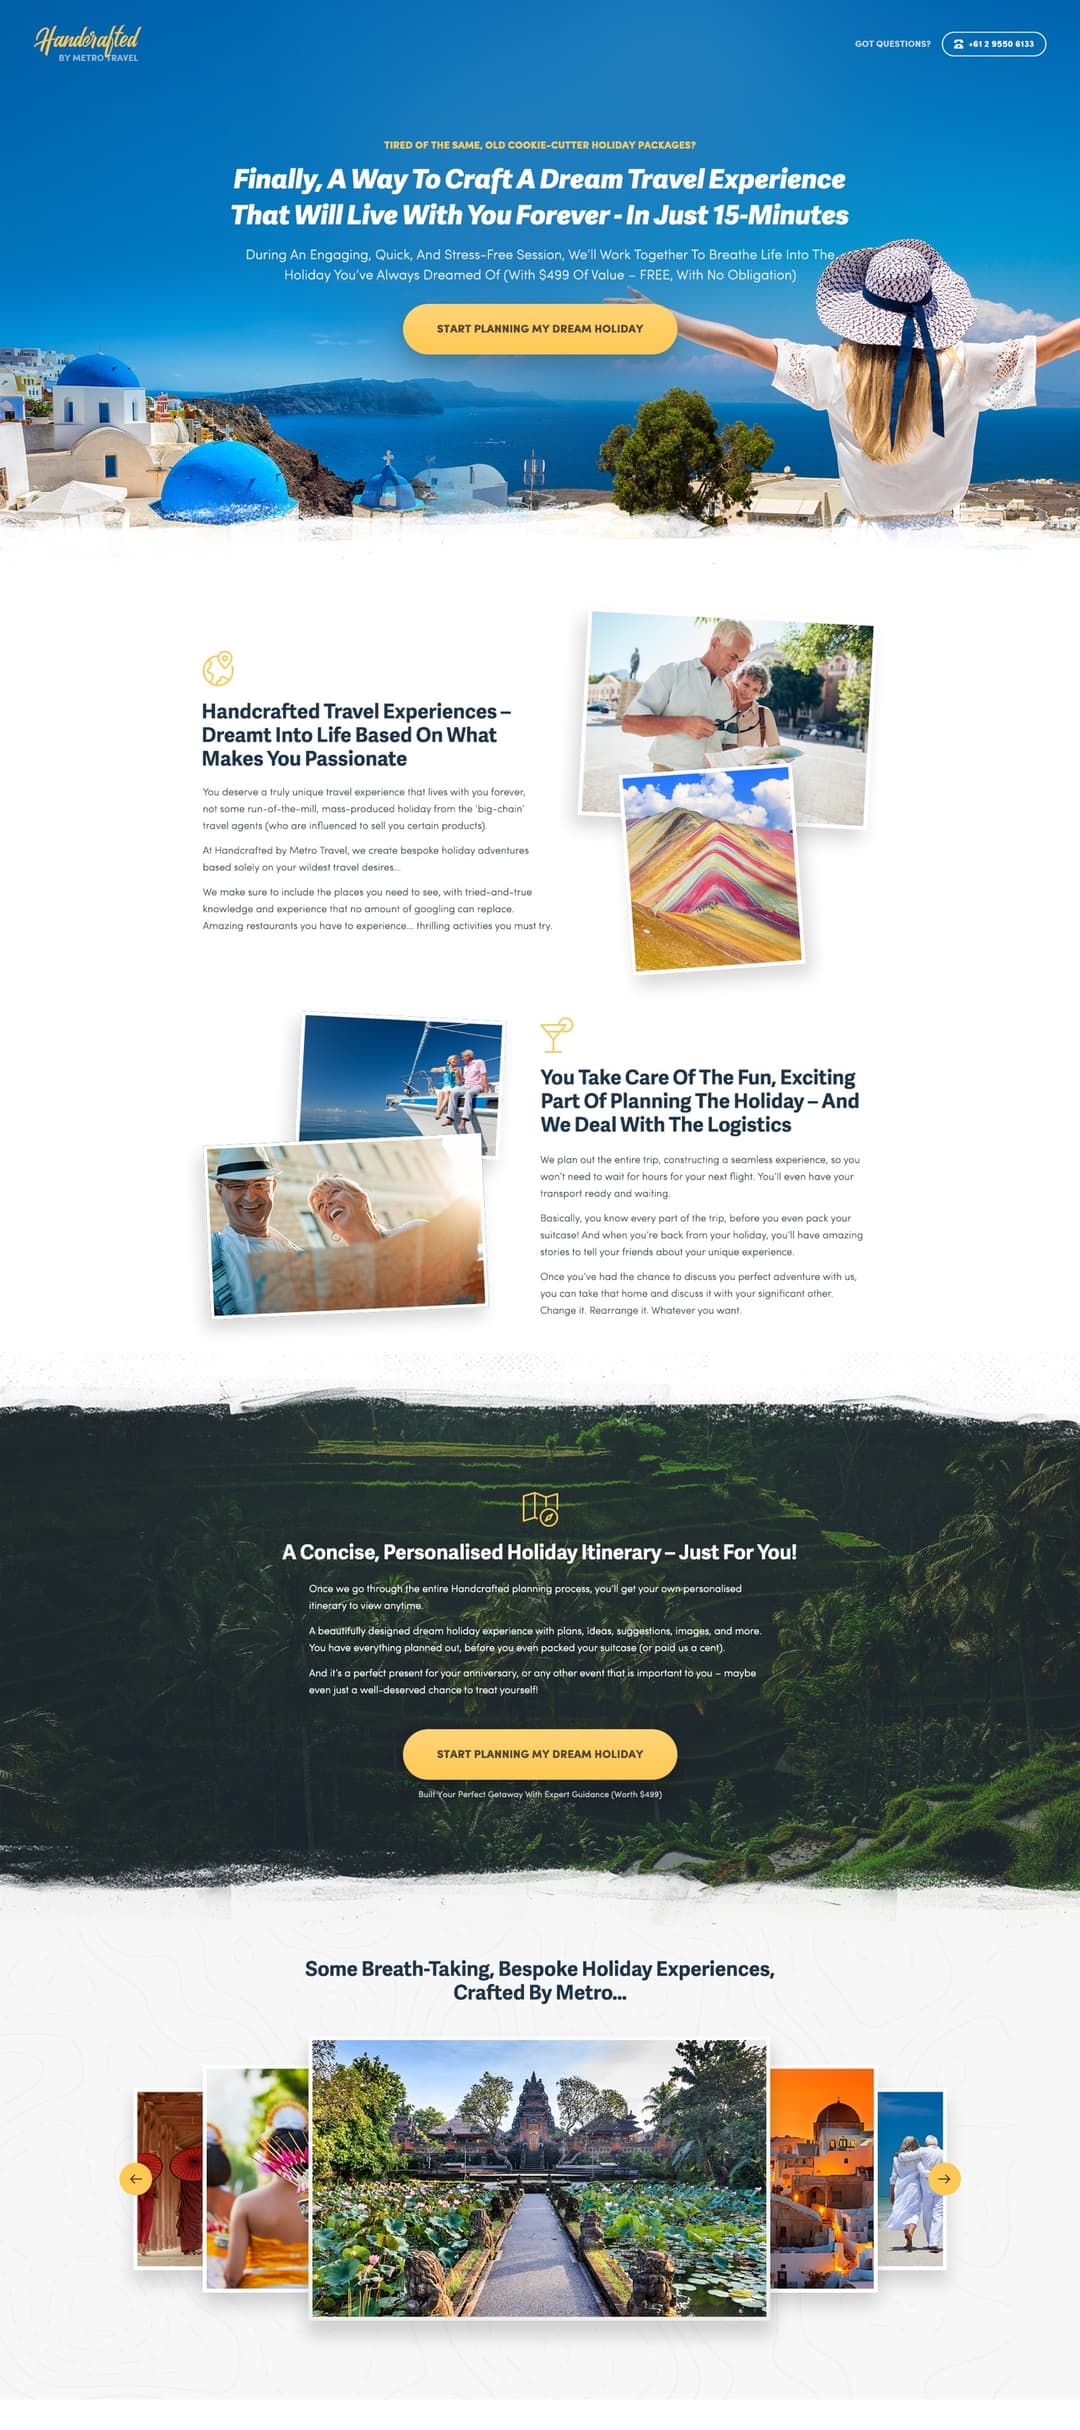 Handcrafted
BY METRO TRAVEL
GOT QUESTIONS?
+61 2 9550 6133
TIRED OF THE SAME, OLD COOKIE-CUTTER HOLIDAY PACKAGES?
Finally, A Way To Craft A Dream Travel Experience
That Will Live With You Forever - In Just 15-Minutes
During An Engaging, Quick, And Stress-Free Session, We'll Work Together To Breathe Life Into The
Holiday You've Always Dreamed Of (With $499 Of Value – FREE, With No Obligation)
START PLANNING MY DREAM HOLIDAY
Handcrafted Travel Experiences –
Dreamt Into Life Based On What
Makes You Passionate
You deserve a truly unique travel experience that lives with you forever,
not some run-of-the-mill, mass-produced holiday from the 'big-chain'
travel agents (who are influenced to sell you certain products).
At Handcrafted by Metro Travel, we create bespoke holiday adventures
based solely on your wildest travel desires...
We make sure to include the places you need to see, with tried-and-true
knowledge and experience that no amount of googling can replace.
Amazing restaurants you have to experience... thrilling activities you must try.
You Take Care Of The Fun, Exciting
Part Of Planning The Holiday – And
We Deal With The Logistics
We plan out the entire trip, constructing a seamless experience, so you
won't need to wait for hours for your next flight. You'll even have your
transport ready and waiting.
Basically, you know every part of the trip, before you even pack your
suitcase! And when you're back from your holiday, you'll have amazing
stories to tell your friends about your unique experience.
Once you've had the chance to discuss you perfect adventure with us,
you can take that home and discuss it with your significant other.
Change it. Rearrange it. Whatever you want.
A Concise, Personalised Holiday Itinerary – Just For You!
Once we go through the entire Handcrafted planning process, you'll get your own personalised
itinerary to view anytime.
A beautifully designed dream holiday experience with plans, ideas, suggestions, images, and more.
You have everything planned out, before you even packed your suitcase (or paid us a cent).
And it's a perfect present for your anniversary, or any other event that is important to you – maybe
even just a well-deserved chance to treat yourself!
START PLANNING MY DREAM HOLIDAY
Built Your Perfect Getaway With Expert Guidance (Worth $499)
Some Breath-Taking, Bespoke Holiday Experiences,
Crafted By Metro...